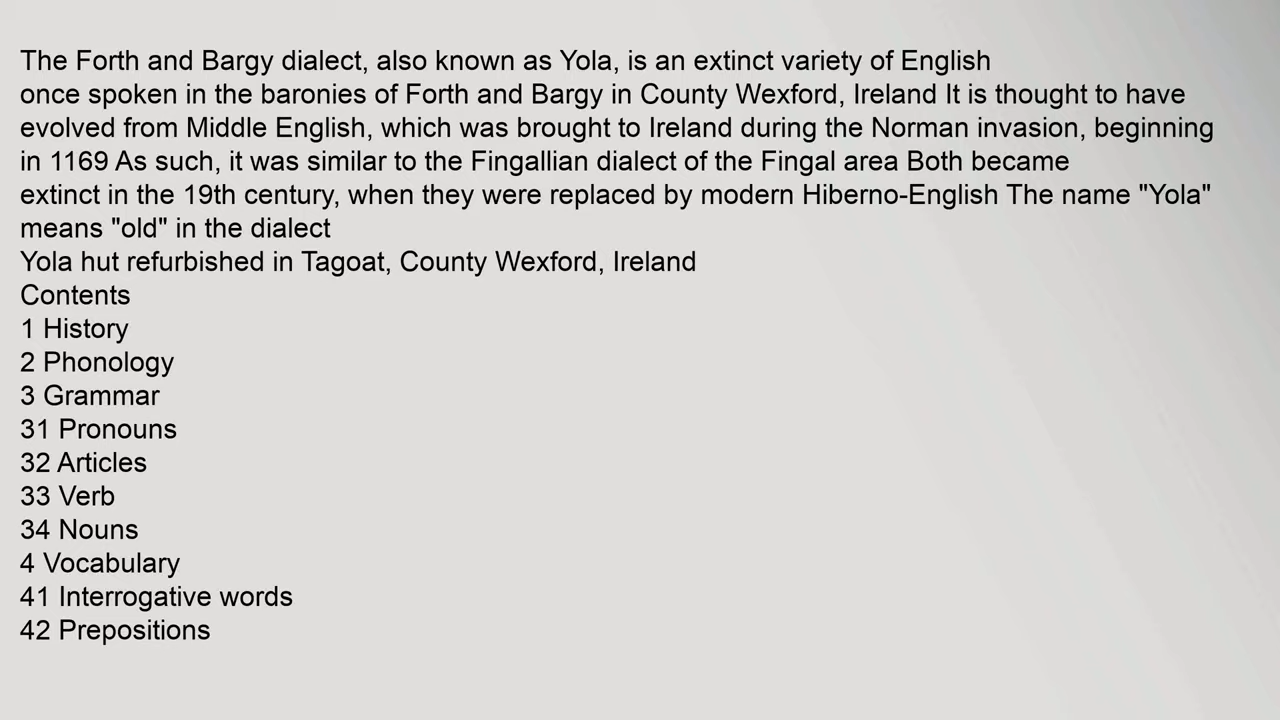 The Forth and Bargy dialect, also known as Yola, is an extinct variety of English
once spoken in the baronies of Forth and Bargy in County Wexford, Ireland It is thought to have
evolved from Middle English, which was brought to Ireland during the Norman invasion, beginning
in 1169 As such, it was similar to the Fingallian dialect of the Fingal area Both became
extinct in the 19th century, when they were replaced by modern Hiberno-English The name "Yola"
means "old" in the dialect
Yola hut refurbished in Tagoat, County Wexford, Ireland
Contents
1 History
2 Phonology
3 Grammar
31 Pronouns
32 Articles
33 Verb
34 Nouns
4 Vocabulary
41 Interrogative words
42 Prepositions